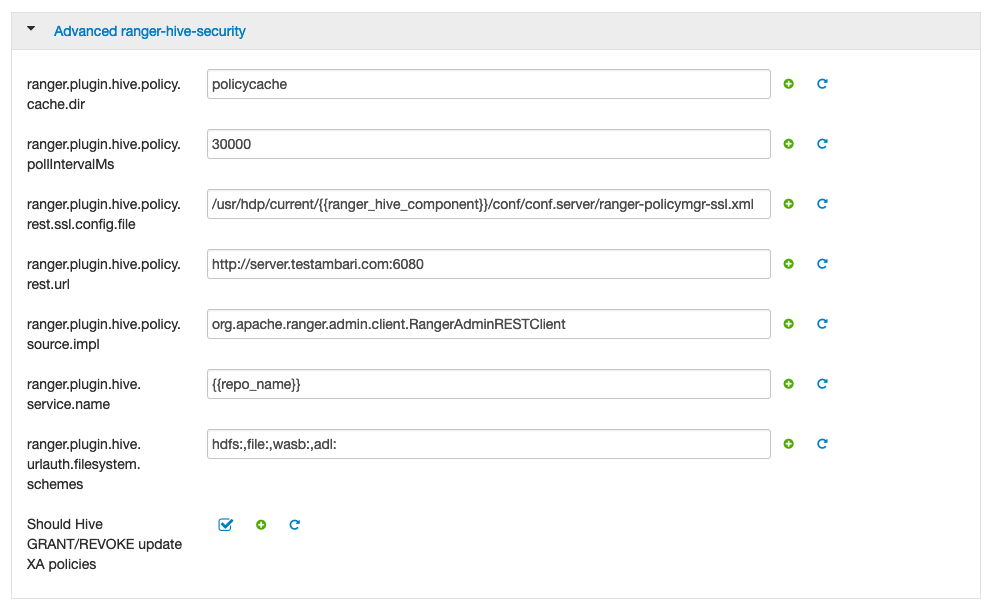 Advanced ranger-hive-security
ranger.plugin.hive.policy.
cache.dir
policycache
ranger.plugin.hive.policy.
pollIntervalMs
30000
ranger.plugin.hive.policy.
rest.ssl.config.file
/usr/hdp/current/{{ranger_hive_component}}/conf/conf.server/ranger-policymgr-ssl.xml
ranger.plugin.hive.policy.
rest.url
http://server.testambari.com:6080
ranger.plugin.hive.policy.
source.impl
org.apache.ranger.admin.client.RangerAdminRESTClient
ranger.plugin.hive.
service.name
{{repo_name}}
ranger.plugin.hive.
urlauth.filesystem.
schemes
hdfs:,file:,wasb:,adl:
Should Hive
GRANT/REVOKE update
XA policies